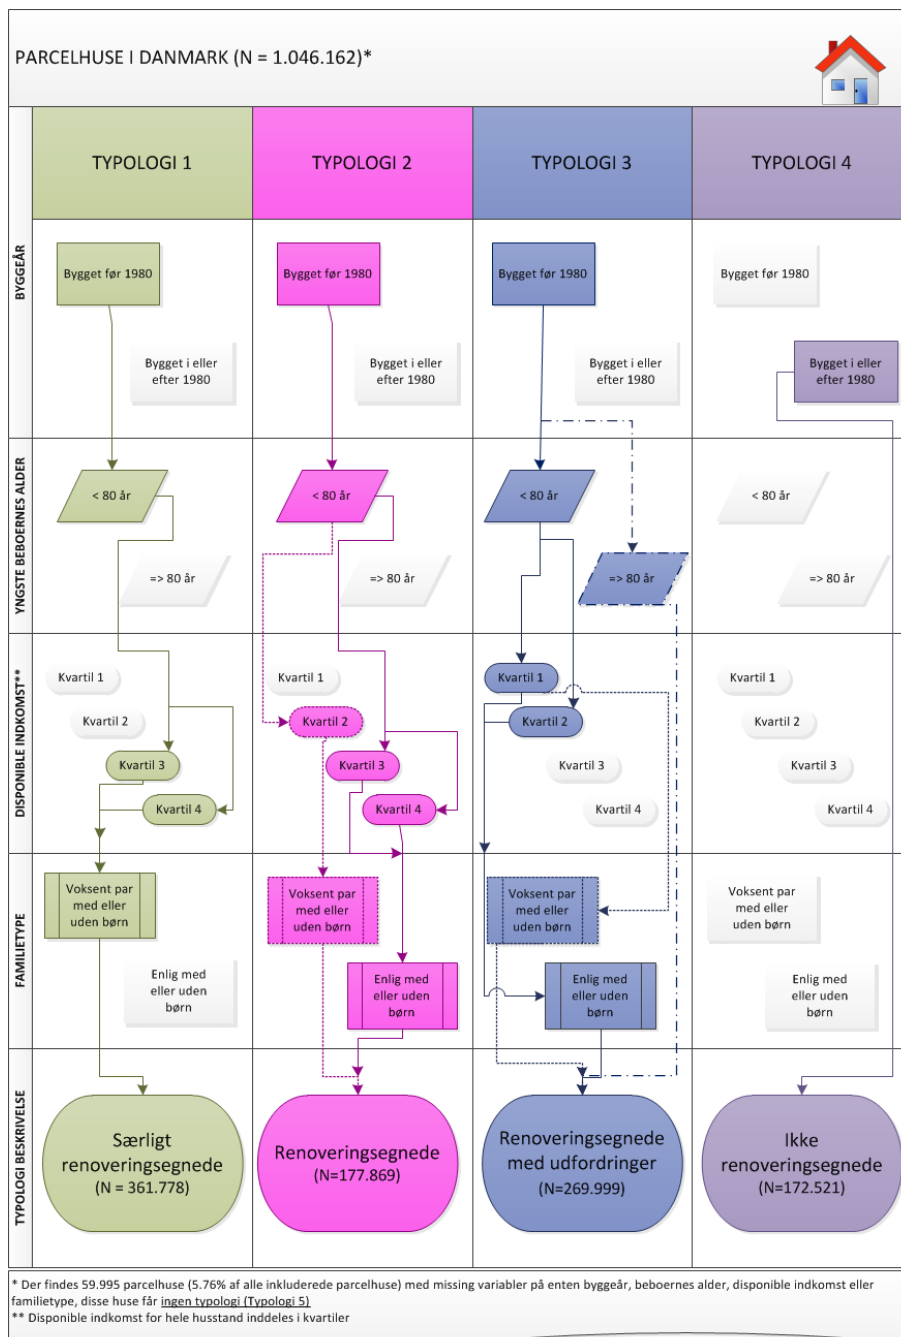 PARCELHUSE I DANMARK (N = 1.046.162)*
TYPOLOGI 1
TYPOLOGI 2
TYPOLOGI 3
TYPOLOGI 4
BYGGEÅR
Bygget før 1980
Bygget i eller
efter 1980
Bygget før 1980
Bygget i eller
efter 1980
Bygget før 1980
Bygget i eller
efter 1980
Bygget før 1980
Bygget i eller
efter 1980
YNGSTE BEBOERNES ALDER
< 80 år
=> 80 år
< 80 år
=> 80 år
< 80 år
=> 80 år
< 80 år
=> 80 år
DISPONIBLE INDKOMST**
Kvartil 1
Kvartil 2
Kvartil 3
Kvartil 4
Kvartil 1
Kvartil 2
Kvartil 3
Kvartil 4
Kvartil 1
Kvartil 2
Kvartil 3
Kvartil 4
Kvartil 1
Kvartil 2
Kvartil 3
Kvartil 4
FAMILIETYPE
Voksent par
med eller
uden børn
Enlig med
eller uden
børn
Voksent par
med eller
uden børn
Enlig med
eller uden
børn
Voksent par
med eller
uden børn
Enlig med
eller uden
børn
Voksent par
med eller
uden børn
Enlig med
eller uden
børn
TYPOLOGI BESKRIVELSE
Særligt
renoveringsegnede
(N = 361.778)
Renoveringsegnede
(N=177.869)
Renoveringsegnede
med udfordringer
(N=269.999)
Ikke
renoveringsegnede
(N=172.521)
* Der findes 59.995 parcelhuse (5.76% af alle inkluderede parcelhuse) med missing variabler på enten byggeår, beboernes alder, disponible indkomst eller
familietype, disse huse får ingen typologi (Typologi 5)
** Disponible indkomst for hele husstand inddeles i kvartiler